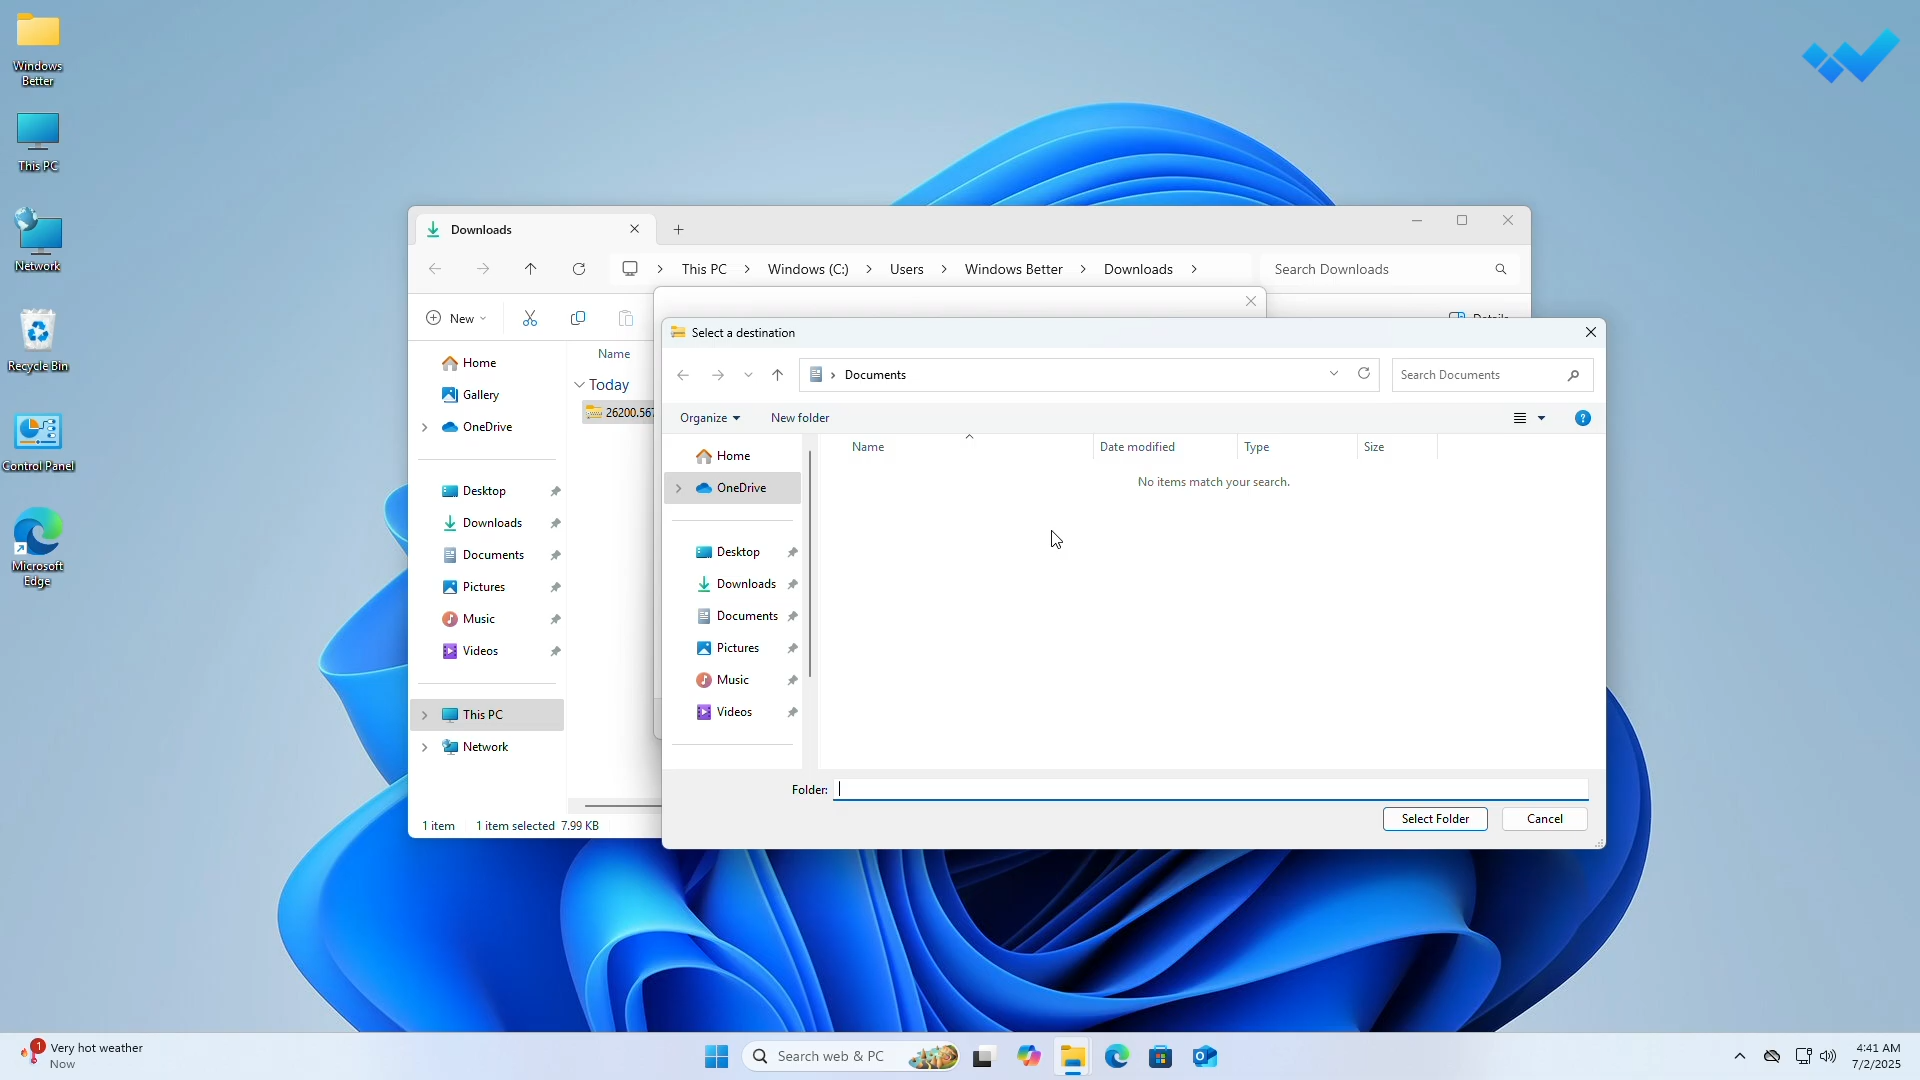 Windows
Better
This PC
Network
Recycle Bin
Control Panel
Microsoft
Edge
Downloads
This PC
Windows (C:)
Users
Windows Better
Downloads
Search Downloads
New
Home
Gallery
OneDrive
Desktop
Downloads
Documents
Pictures
Music
Videos
This PC
Network
Name
Today
26200.567
1 item
1 item selected 7.99 KB
Select a destination
Documents
Search Documents
Organize
New folder
Home
OneDrive
Desktop
Downloads
Documents
Pictures
Music
Videos
Name
Date modified
Type
Size
No items match your search.
Folder:
Select Folder
Cancel
1
Very hot weather
Now
Search web & PC
4:41 AM
7/2/2025